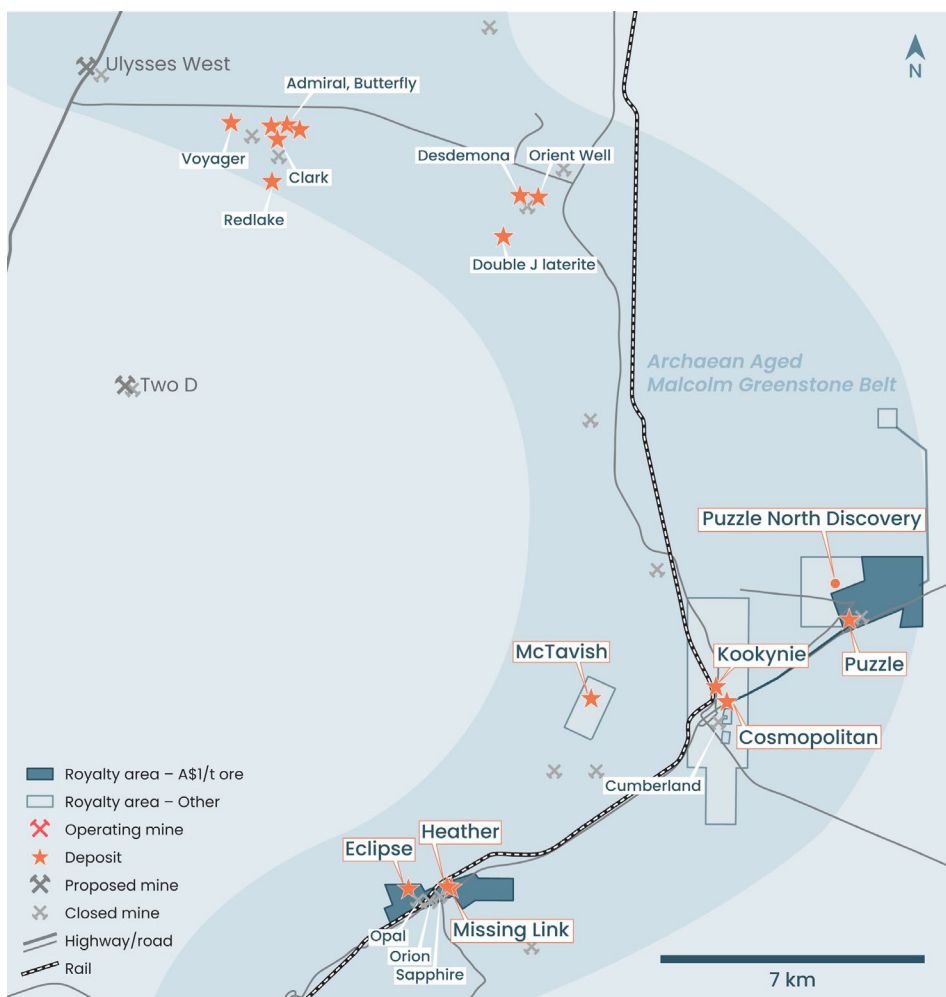 Ulysses West
N
Admiral, Butterfly
Voyager
Clark
Desdemona
Orient Well
Redlake
Double J laterite
Archaean Aged
Malcolm Greenstone Belt
Two D
Puzzle North Discovery
McTavish
Kookynie
Puzzle
Cosmopolitan
Cumberland
Heather
Eclipse
Missing Link
Opal
Orion
Sapphire
Royalty area – A$1/t ore
Royalty area – Other
Operating mine
Deposit
Proposed mine
Closed mine
Highway/road
Rail
7 km